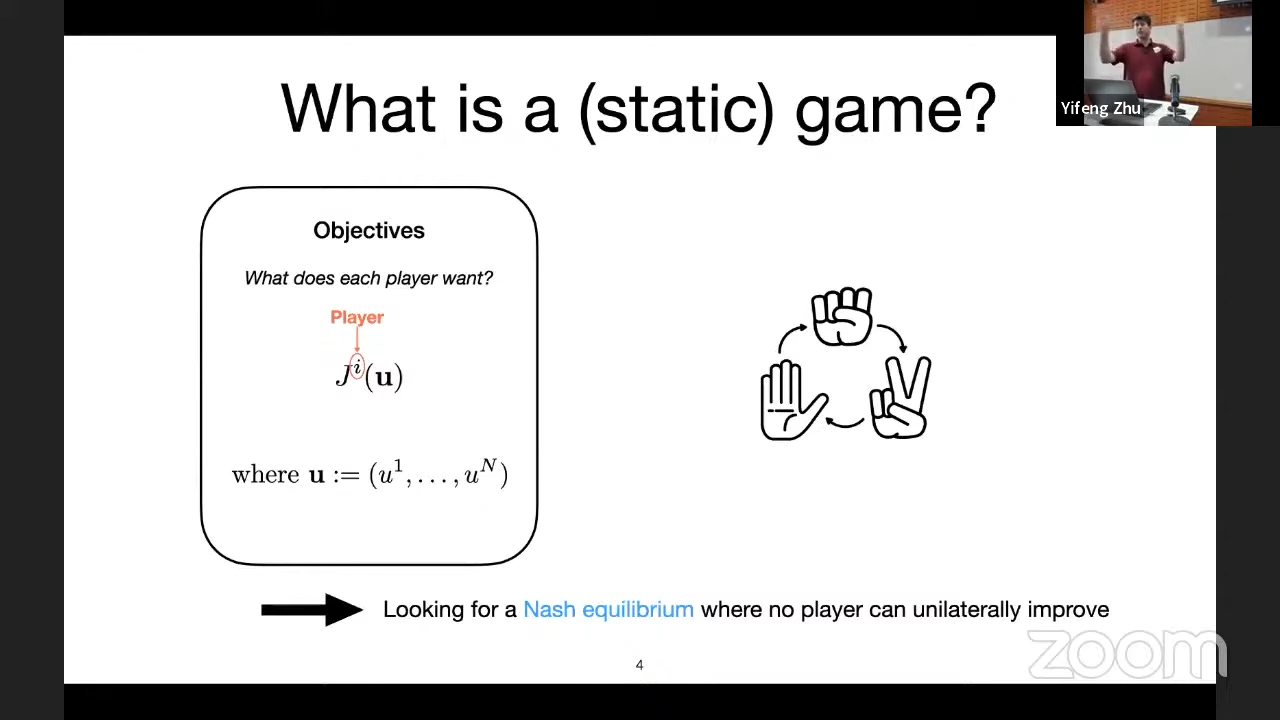 What is a (static) game?
Yifeng Zhu
Objectives
What does each player want?
Player
J^i(u)
where u := (u^1, . . . , u^N)
Looking for a Nash equilibrium where no player can unilaterally improve
zoom
4